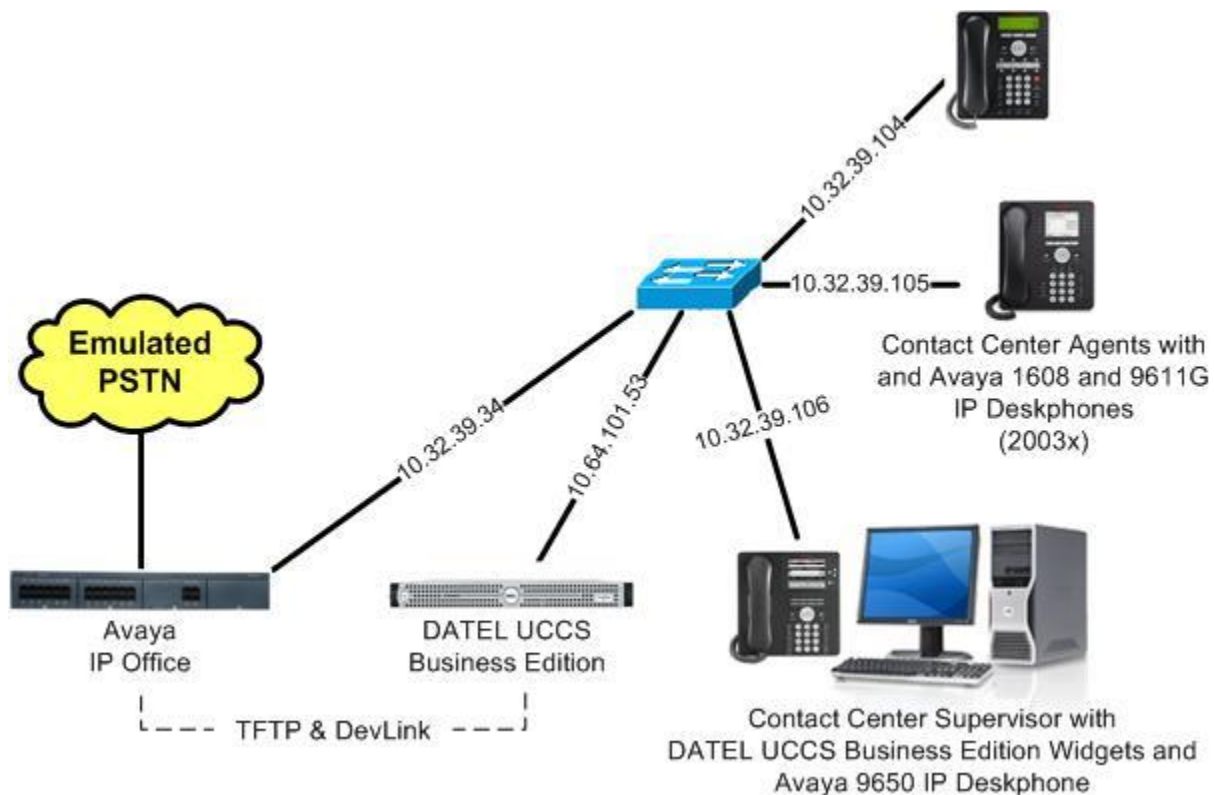 10.32.39.104
10.32.39.105
Contact Center Agents with
and Avaya 1608 and 9611G
IP Deskphones
(2003x)
Emulated
PSTN
10.32.39.34
10.64.101.53
10.32.39.106
Avaya
IP Office
DATEL UCCS
Business Edition
TFTP & DevLink
Contact Center Supervisor with
DATEL UCCS Business Edition Widgets and
Avaya 9650 IP Deskphone